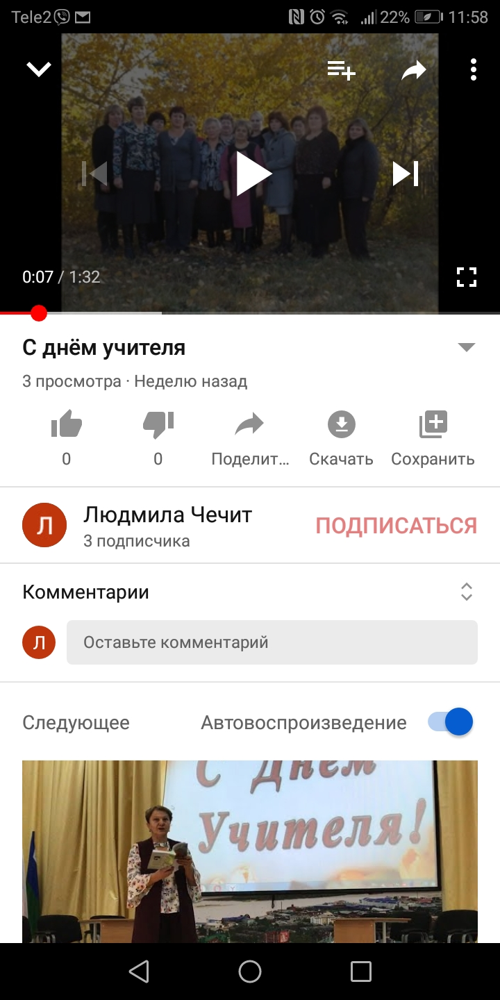 Tele2 22% 11:58
0:07 / 1:32
С днём учителя
3 просмотра · Неделю назад
0 0 Поделит... Скачать Сохранить
Л Людмила Чечит ПОДПИСАТЬСЯ
3 подписчика
Комментарии
Л Оставьте комментарий
Следующее Автовоспроизведение
С Днём
Учителя!